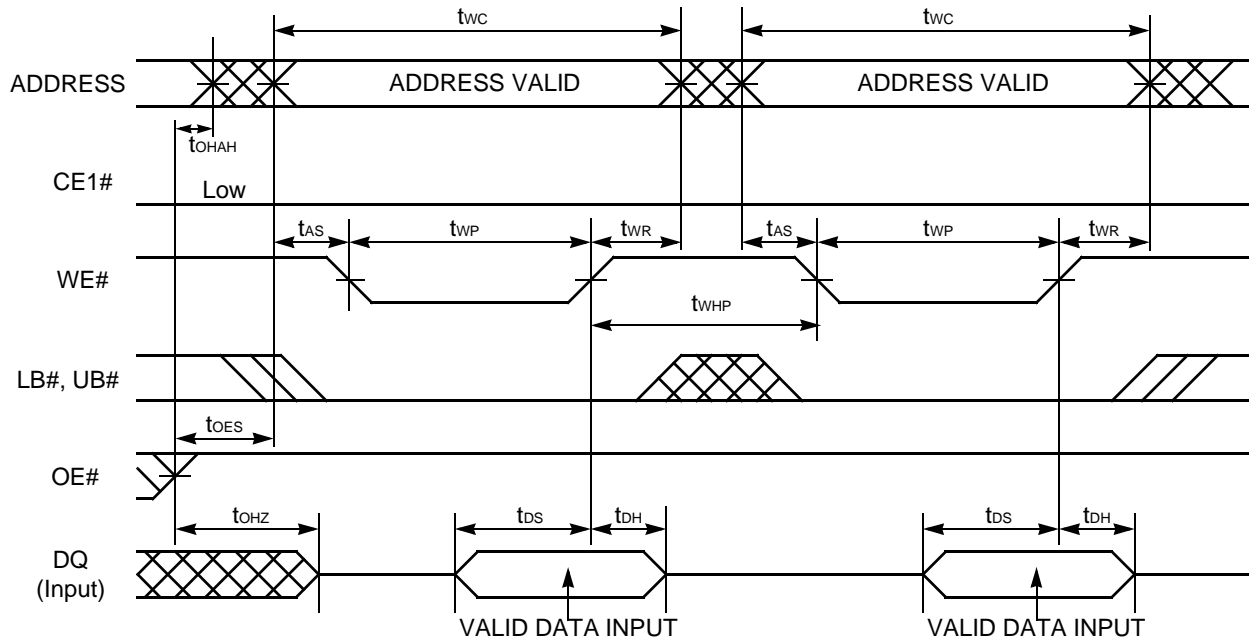 tWC tWC
ADDRESS ADDRESS VALID ADDRESS VALID
tOHAH
CE1# Low
tAS tWP tWR tAS tWP tWR
WE#
tWHP
LB#, UB#
tOES
OE#
tOHZ tDS tDH tDS tDH
DQ
(Input)
VALID DATA INPUT VALID DATA INPUT